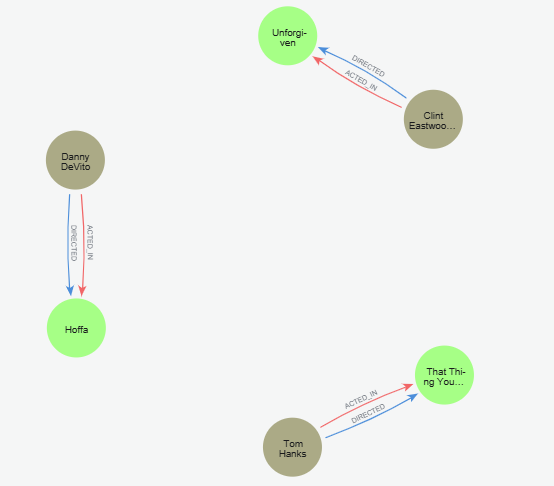 Unforgi-
ven
DIRECTED
ACTED_IN
Clint
Eastwoo…
Danny
DeVito
DIRECTED
ACTED_IN
Hoffa
That Thi-
ng You…
ACTED_IN
DIRECTED
Tom
Hanks